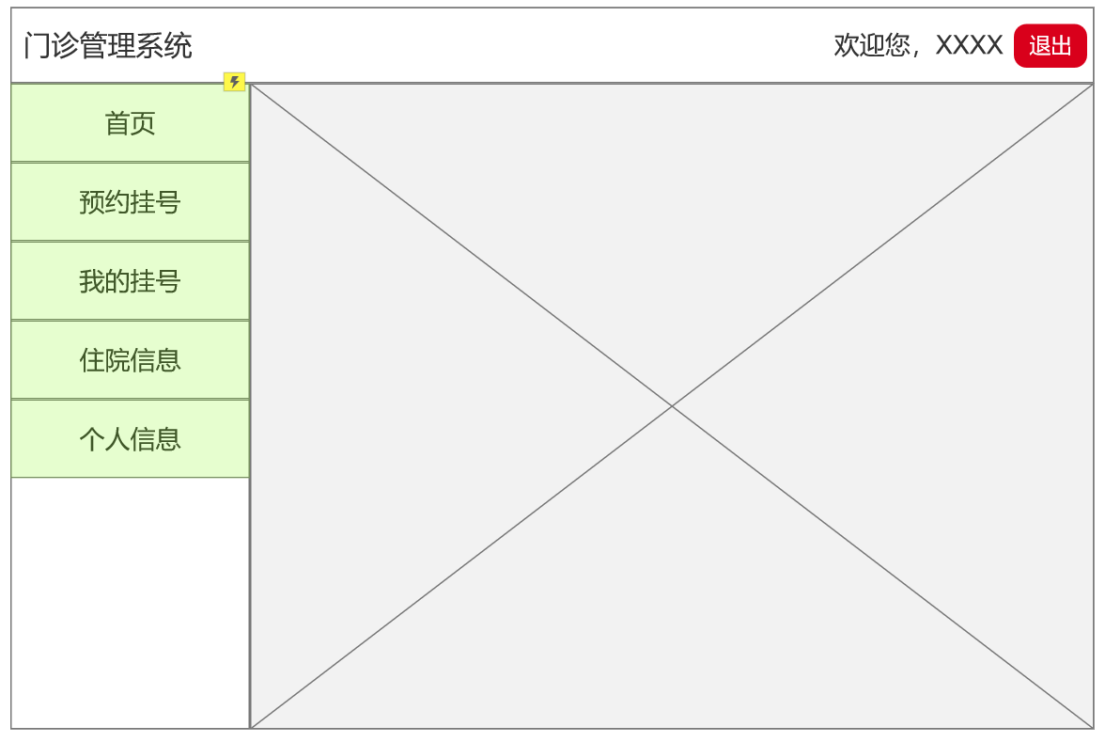 门诊管理系统
欢迎您，XXXX 退出
首页
预约挂号
我的挂号
住院信息
个人信息